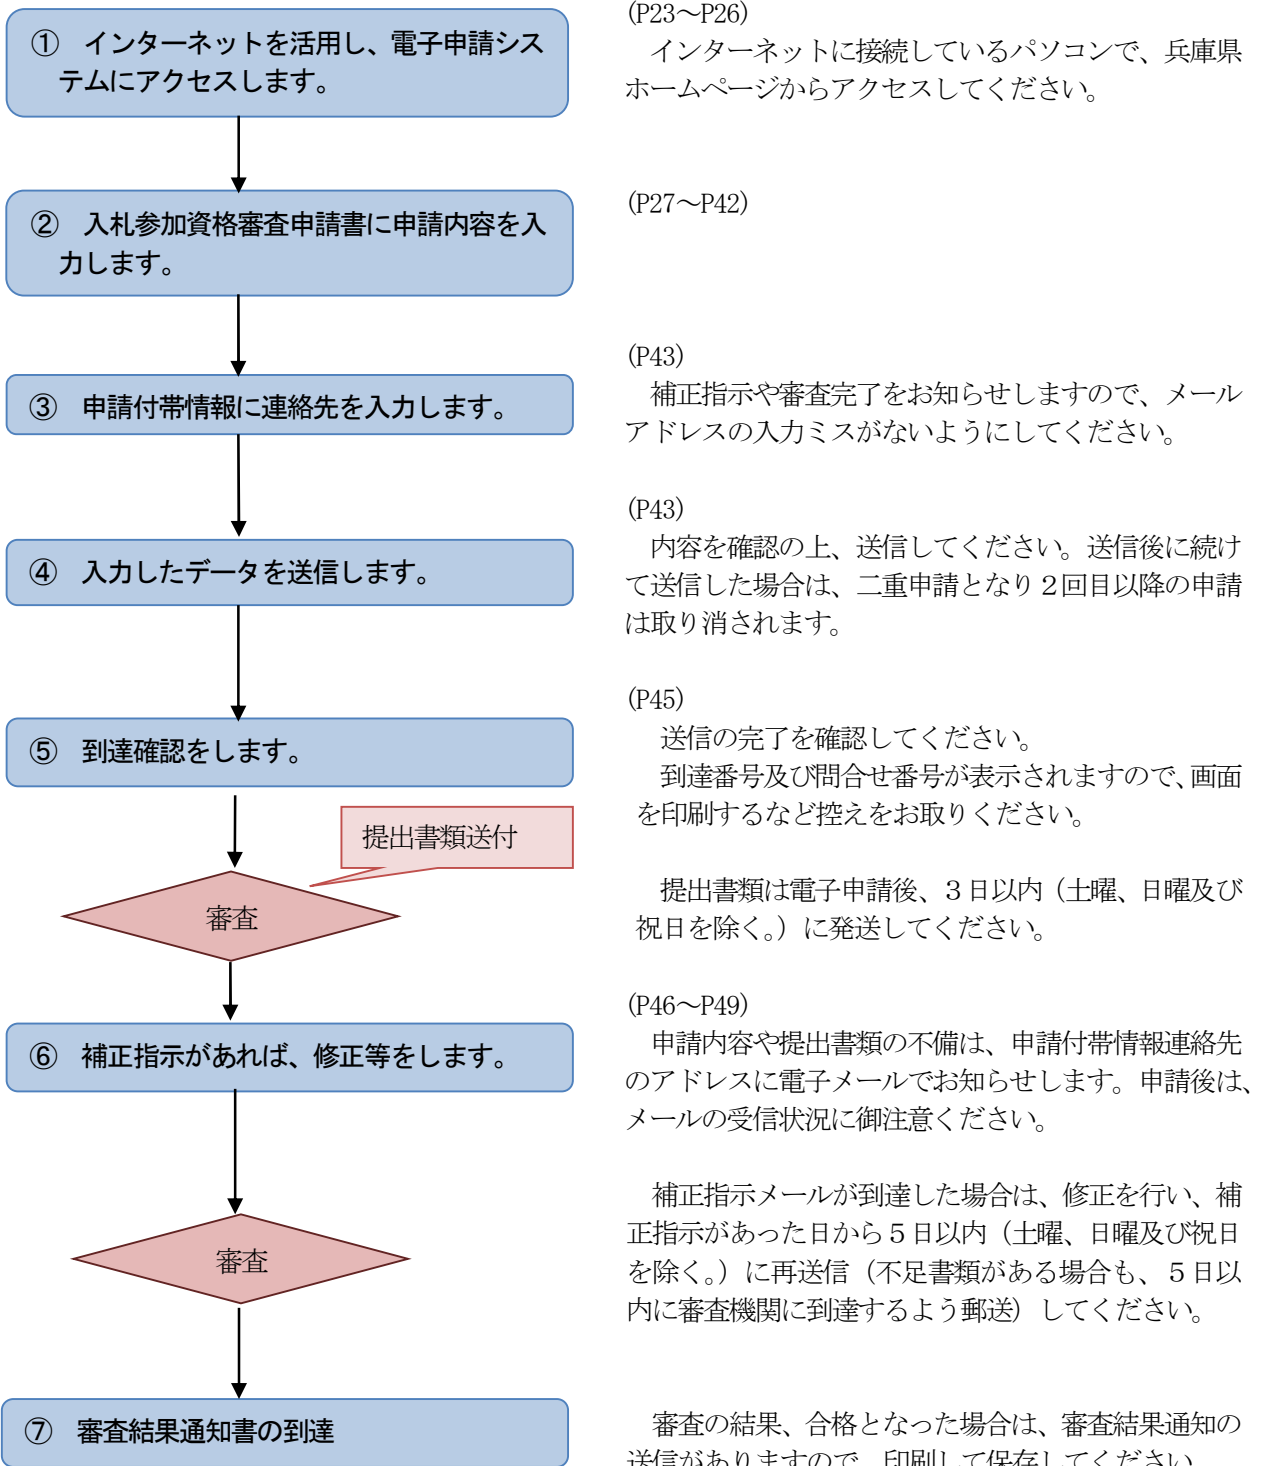 ① インターネットを活用し、電子申請シス
テムにアクセスします。
(P23～P26)
インターネットに接続しているパソコンで、兵庫県
ホームページからアクセスしてください。
② 入札参加資格審査申請書に申請内容を入
力します。
(P27～P42)
③ 申請付帯情報に連絡先を入力します。
(P43)
補正指示や審査完了をお知らせしますので、メール
アドレスの入力ミスがないようにしてください。
④ 入力したデータを送信します。
(P43)
内容を確認の上、送信してください。送信後に続け
て送信した場合は、二重申請となり２回目以降の申請
は取り消されます。
⑤ 到達確認をします。
(P45)
送信の完了を確認してください。
到達番号及び問合せ番号が表示されますので、画面
を印刷するなど控えをお取りください。
提出書類送付
審査
提出書類は電子申請後、３日以内（土曜、日曜及び
祝日を除く。）に発送してください。
⑥ 補正指示があれば、修正等をします。
(P46～P49)
申請内容や提出書類の不備は、申請付帯情報連絡先
のアドレスに電子メールでお知らせします。申請後は、
メールの受信状況に御注意ください。
審査
補正指示メールが到達した場合は、修正を行い、補
正指示があった日から５日以内（土曜、日曜及び祝日
を除く。）に再送信（不足書類がある場合も、５日以
内に審査機関に到達するよう郵送）してください。
⑦ 審査結果通知書の到達
審査の結果、合格となった場合は、審査結果通知の
送信がありますので、印刷して保存してください。